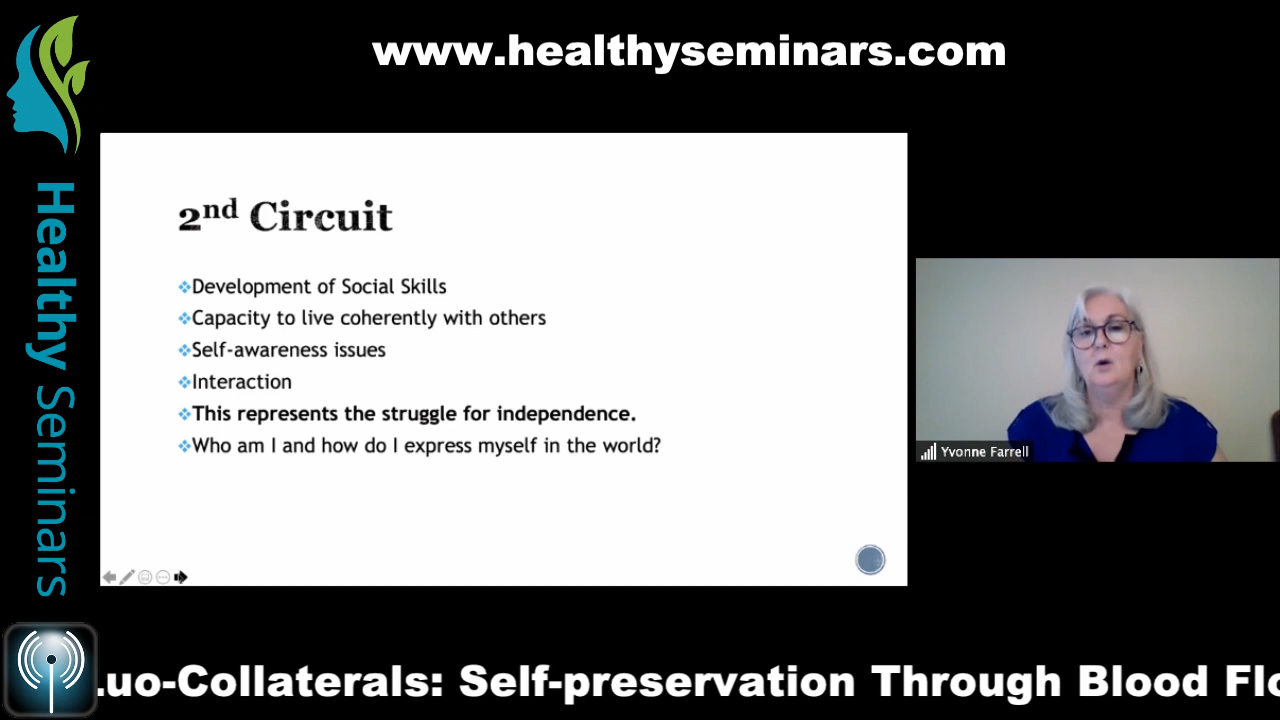 www.healthyseminars.com
Healthy Seminars
2nd Circuit
Development of Social Skills
Capacity to live coherently with others
Self-awareness issues
Interaction
This represents the struggle for independence.
Who am I and how do I express myself in the world?
Yvonne Farrell
.uo-Collaterals: Self-preservation Through Blood Flo